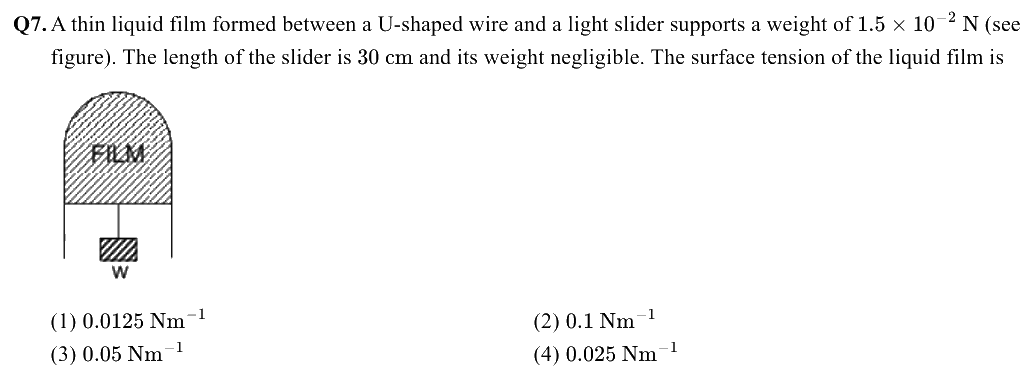 Q7. A thin liquid film formed between a U-shaped wire and a light slider supports a weight of 1.5 × 10⁻² N (see
figure). The length of the slider is 30 cm and its weight negligible. The surface tension of the liquid film is
FILM
W
(1) 0.0125 Nm⁻¹ (2) 0.1 Nm⁻¹
(3) 0.05 Nm⁻¹ (4) 0.025 Nm⁻¹